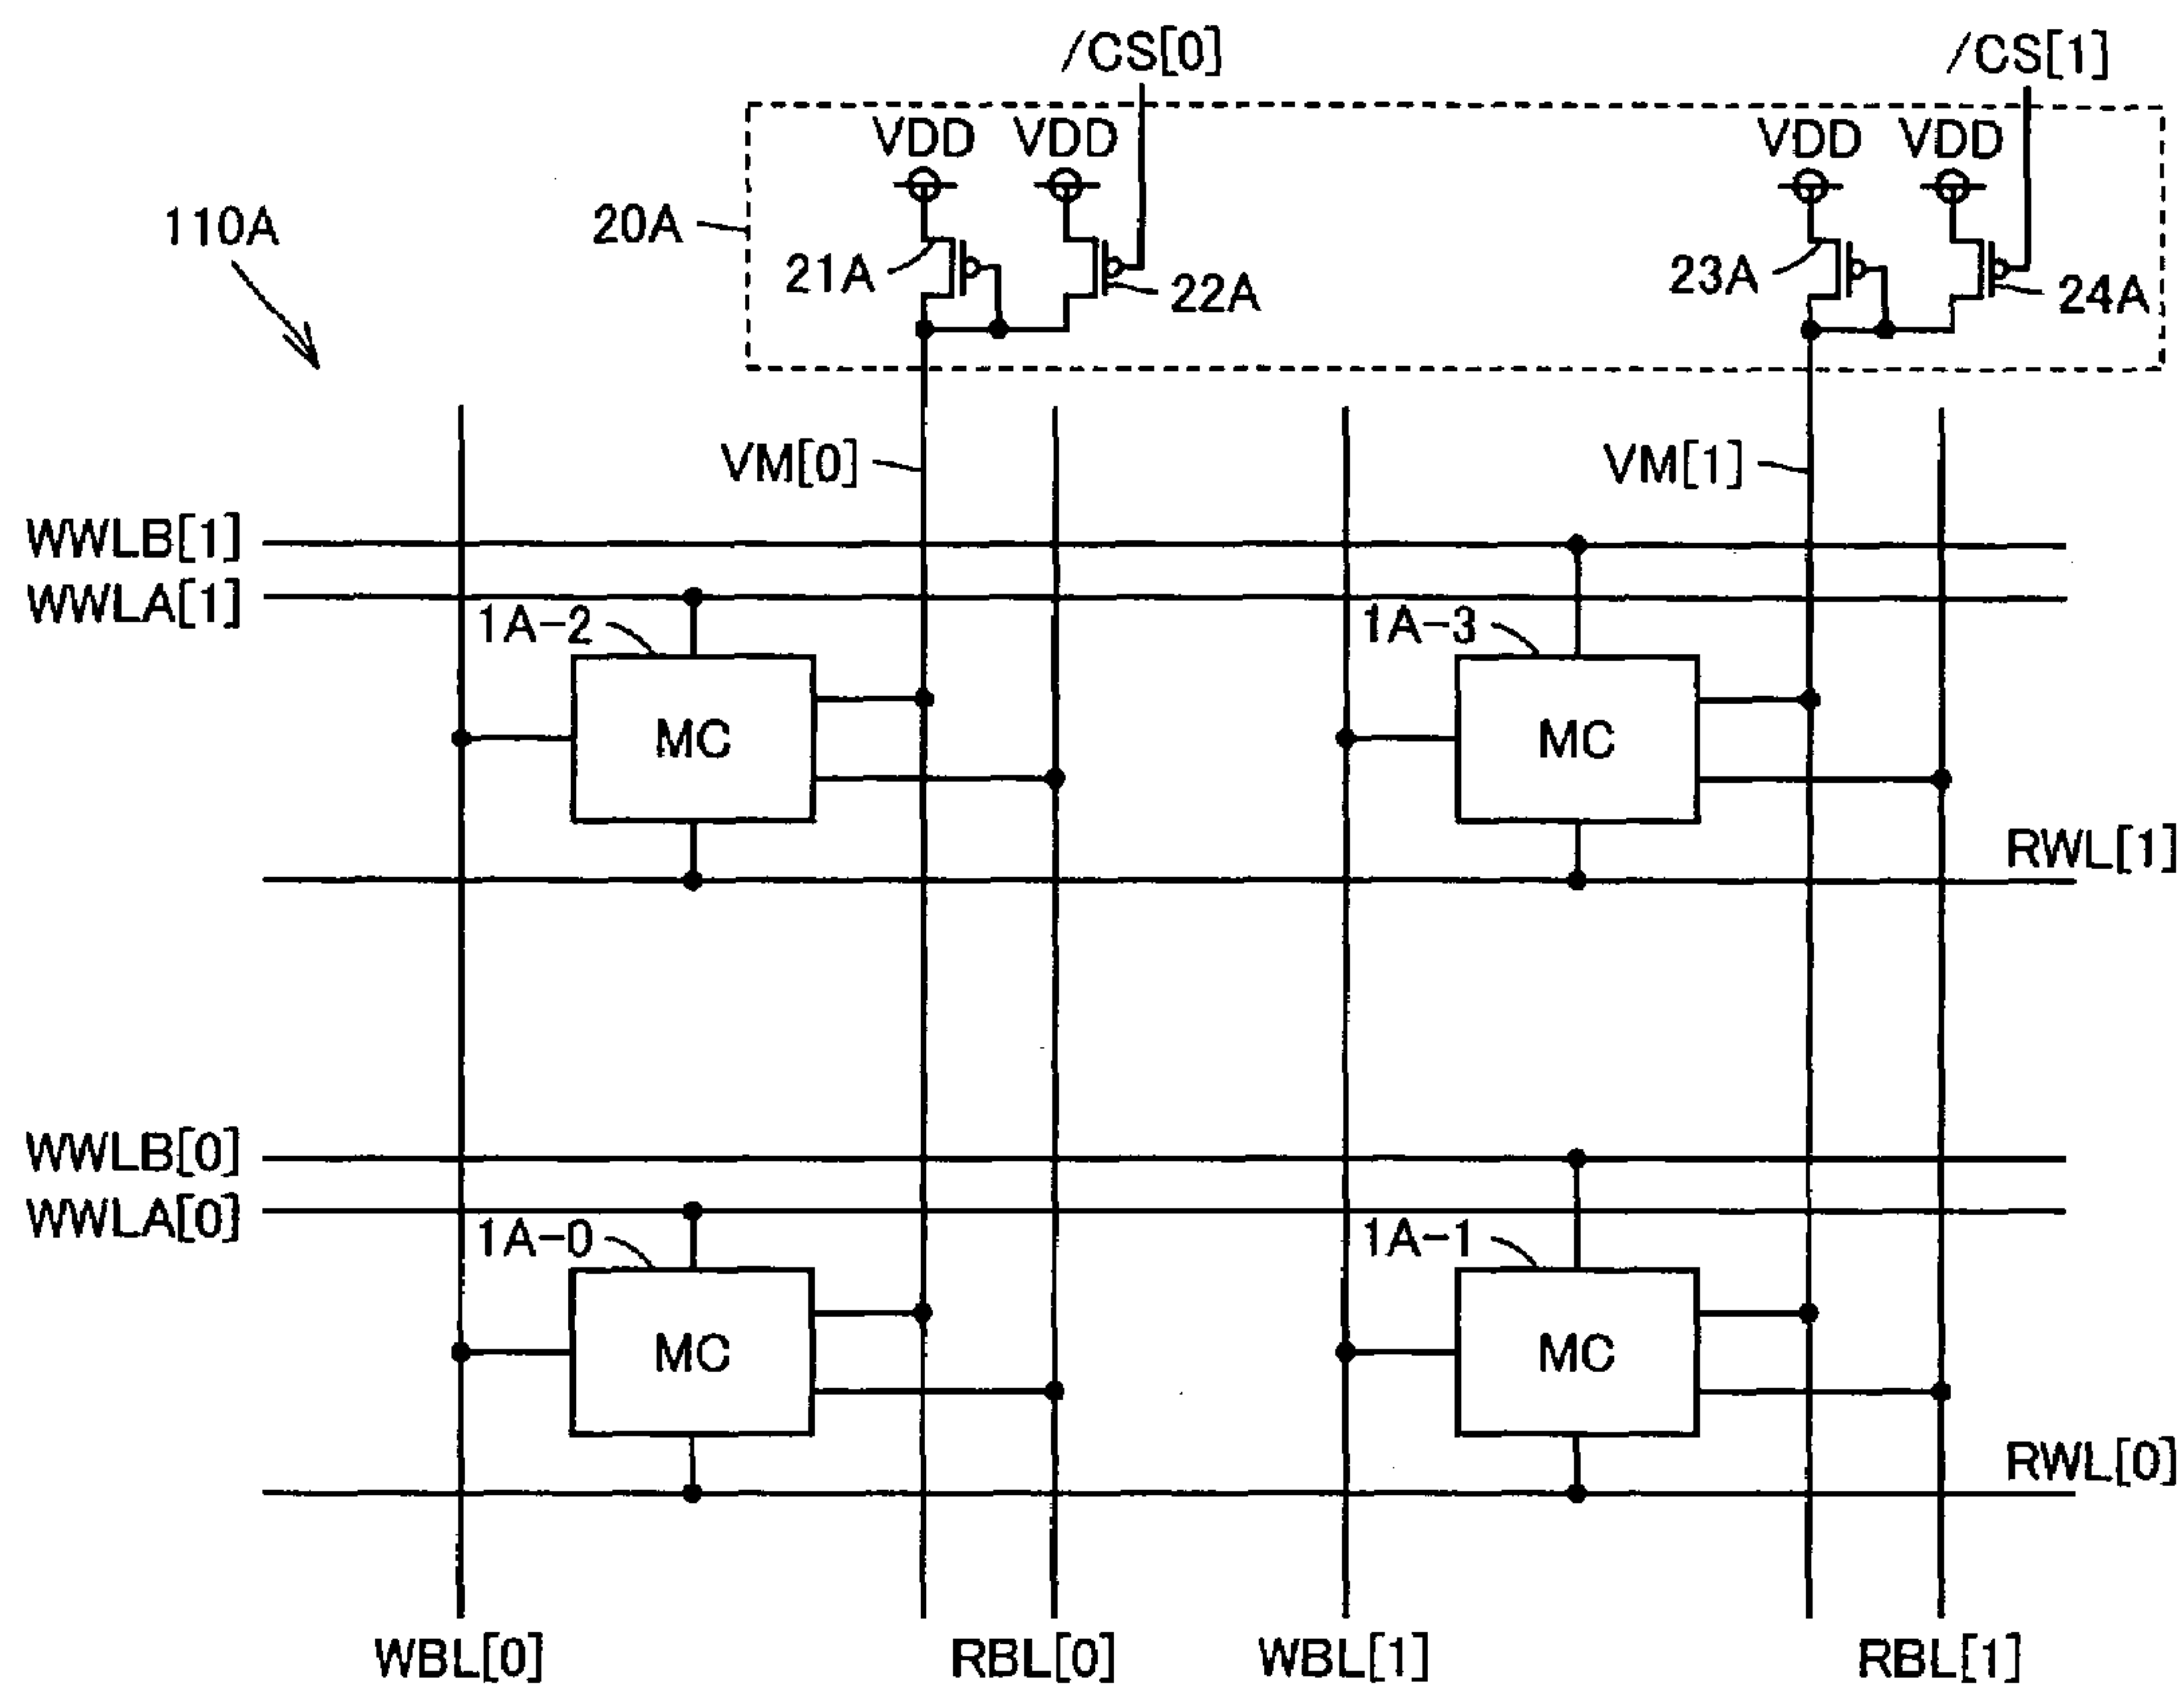 /CS[0]
/CS[1]
VDD VDD
VDD VDD
110A
20A
21A
22A
23A
24A
VM[0]
VM[1]
WWLB[1]
WWLA[1]
1A-2
1A-3
MC
MC
RWL[1]
WWLB[0]
WWLA[0]
1A-0
1A-1
MC
MC
RWL[0]
WBL[0]
RBL[0]
WBL[1]
RBL[1]